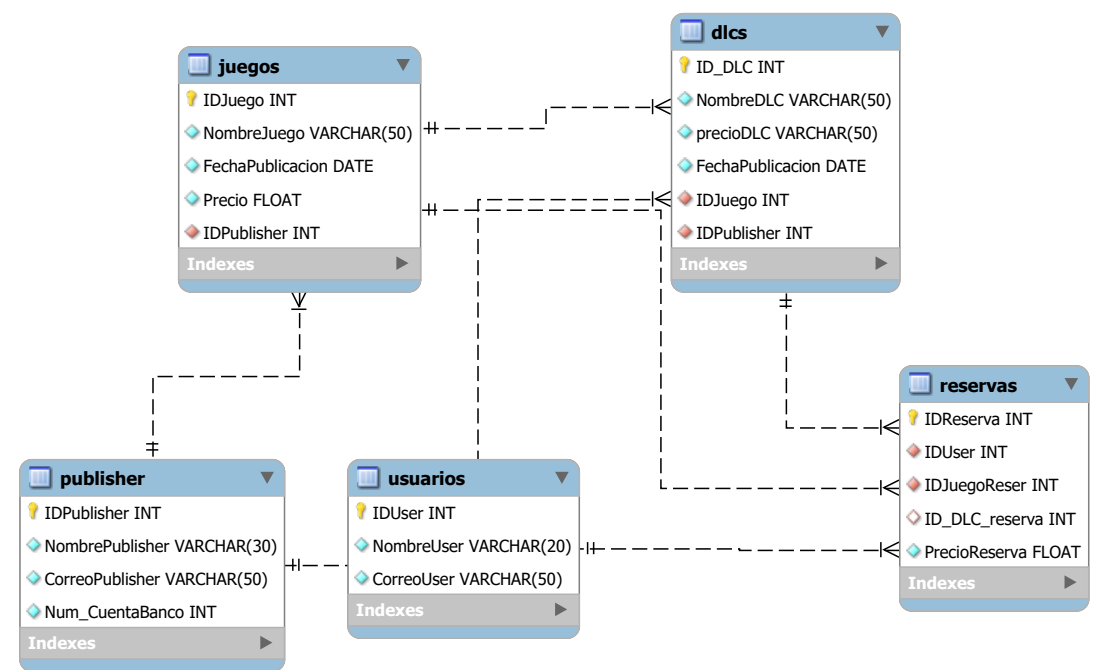 juegos
IDJuego INT
NombreJuego VARCHAR(50)
FechaPublicacion DATE
Precio FLOAT
IDPublisher INT
Indexes
dlcs
ID_DLC INT
NombreDLC VARCHAR(50)
precioDLC VARCHAR(50)
FechaPublicacion DATE
IDJuego INT
IDPublisher INT
Indexes
reservas
IDReserva INT
IDUser INT
IDJuegoReser INT
ID_DLC_reserva INT
PrecioReserva FLOAT
Indexes
publisher
IDPublisher INT
NombrePublisher VARCHAR(30)
CorreoPublisher VARCHAR(50)
Num_CuentaBanco INT
Indexes
usuarios
IDUser INT
NombreUser VARCHAR(20)
CorreoUser VARCHAR(50)
Indexes